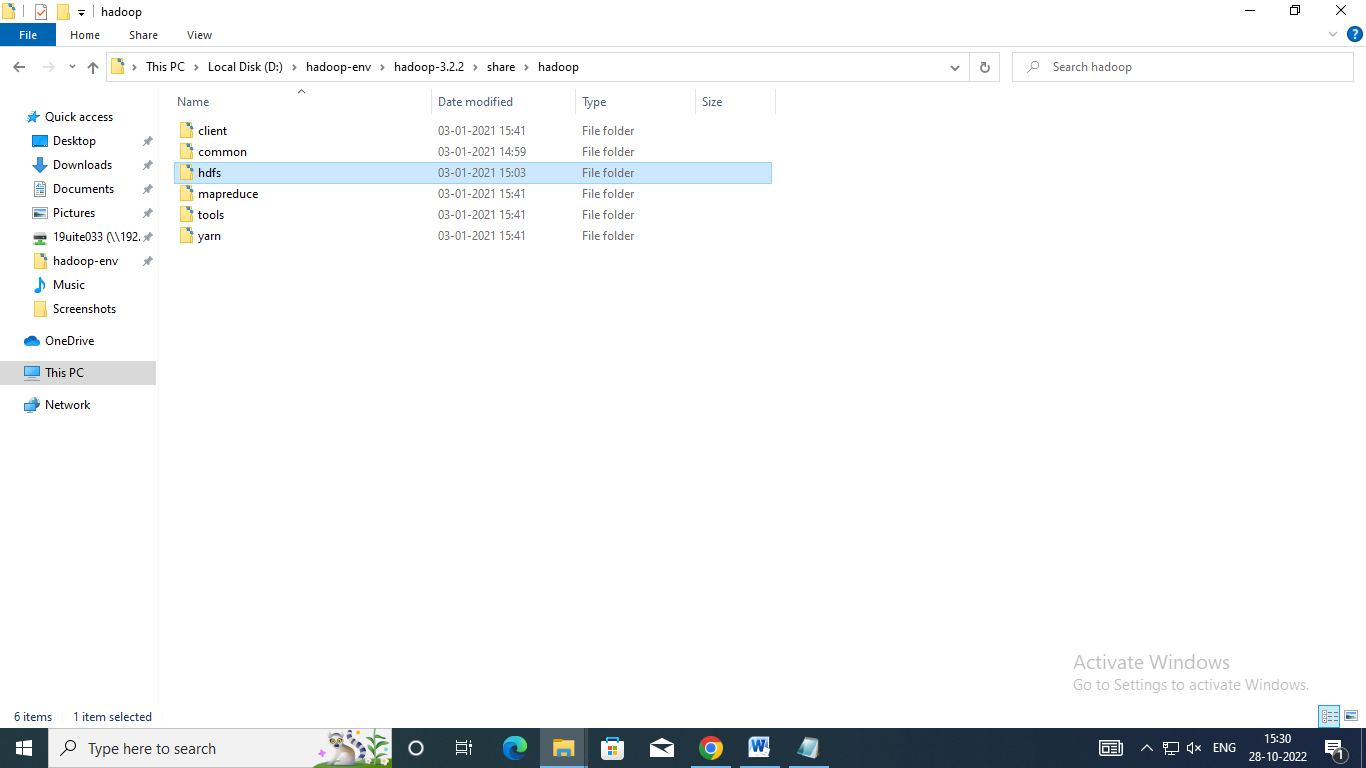 hadoop
File Home Share View
This PC Local Disk (D:) hadoop-env hadoop-3.2.2 share hadoop
Search hadoop
Name Date modified Type Size
Quick access
Desktop
Downloads
Documents
Pictures
19uite033 (\\192.
hadoop-env
Music
Screenshots
OneDrive
This PC
Network
client 03-01-2021 15:41 File folder
common 03-01-2021 14:59 File folder
hdfs 03-01-2021 15:03 File folder
mapreduce 03-01-2021 15:41 File folder
tools 03-01-2021 15:41 File folder
yarn 03-01-2021 15:41 File folder
Activate Windows
Go to Settings to activate Windows.
6 items 1 item selected
Type here to search
ENG
15:30
28-10-2022
1